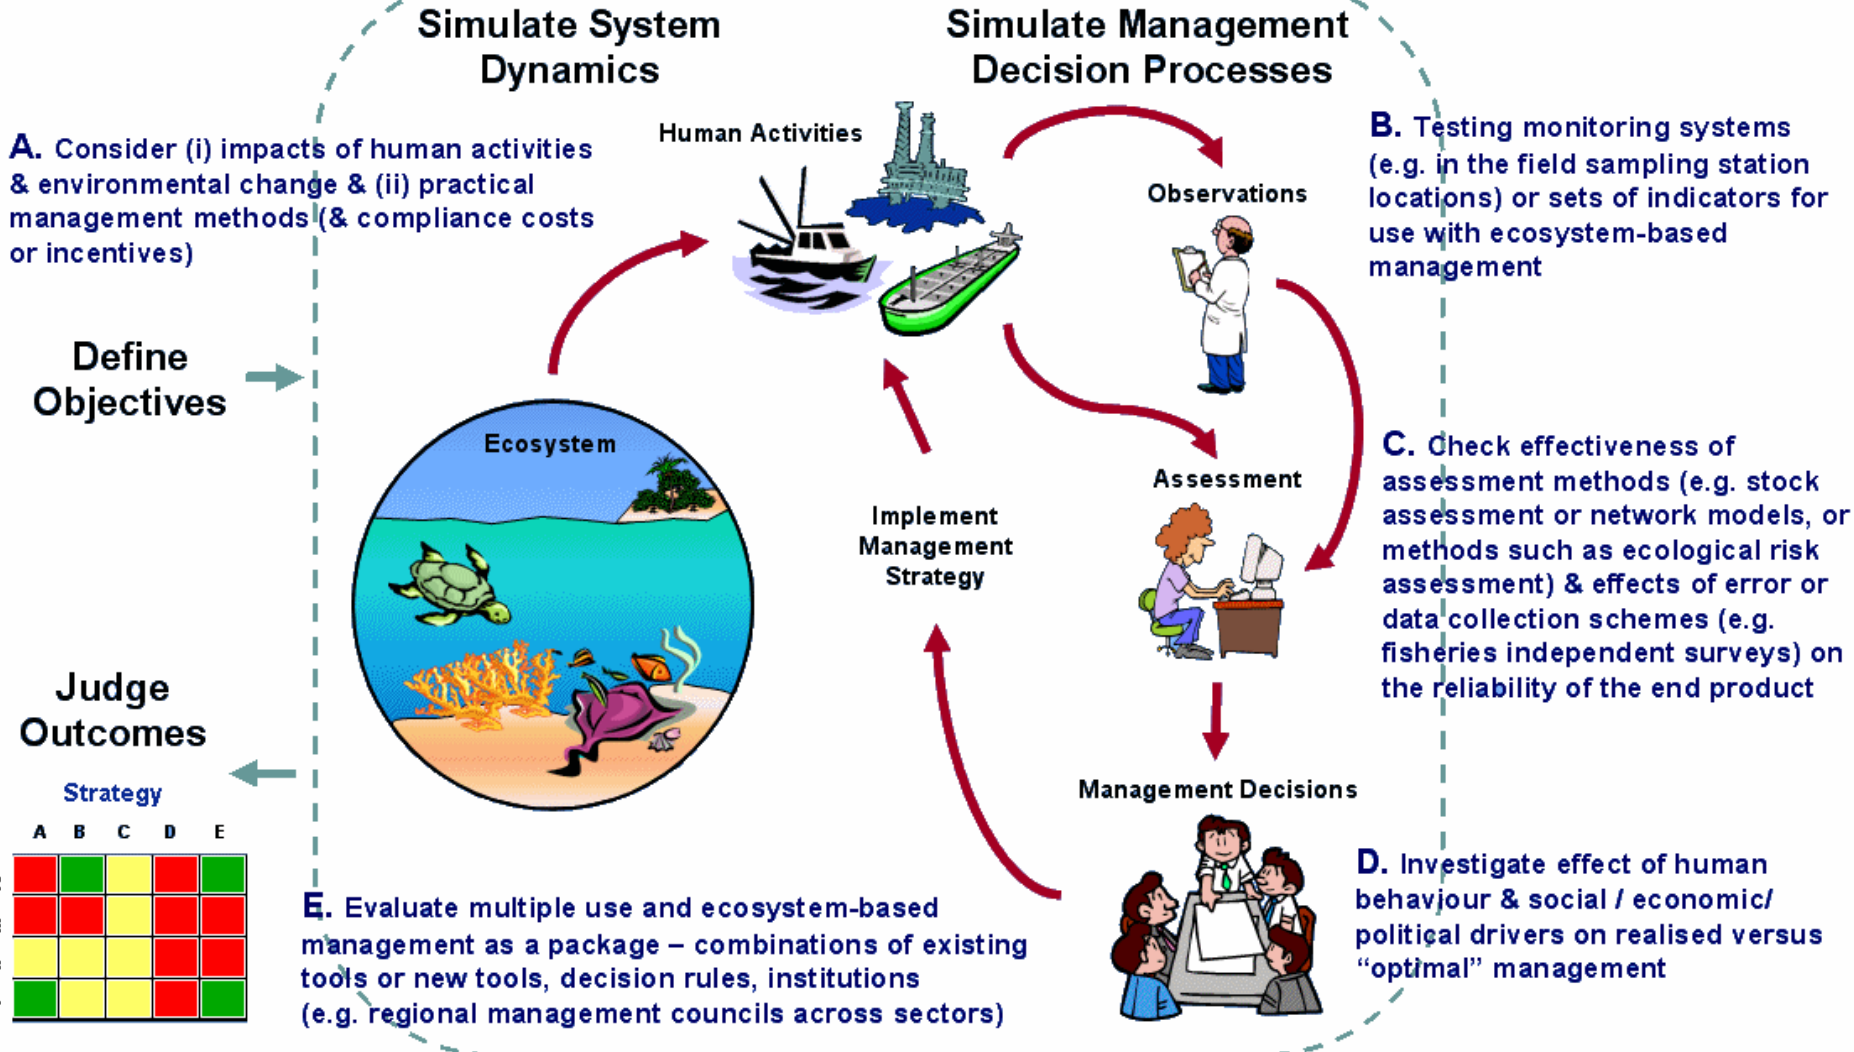 Simulate System
Dynamics
Simulate Management
Decision Processes
A. Consider (i) impacts of human activities
& environmental change & (ii) practical
management methods (& compliance costs
or incentives)
Human Activities
Observations
B. Testing monitoring systems
(e.g. in the field sampling station
locations) or sets of indicators for
use with ecosystem-based
management
Define
Objectives
Ecosystem
Implement
Management
Strategy
Assessment
C. Check effectiveness of
assessment methods (e.g. stock
assessment or network models, or
methods such as ecological risk
assessment) & effects of error or
data collection schemes (e.g.
fisheries independent surveys) on
the reliability of the end product
Judge
Outcomes
Strategy
A B C D E
Management Decisions
D. Investigate effect of human
behaviour & social / economic/
political drivers on realised versus
“optimal” management
E. Evaluate multiple use and ecosystem-based
management as a package – combinations of existing
tools or new tools, decision rules, institutions
(e.g. regional management councils across sectors)